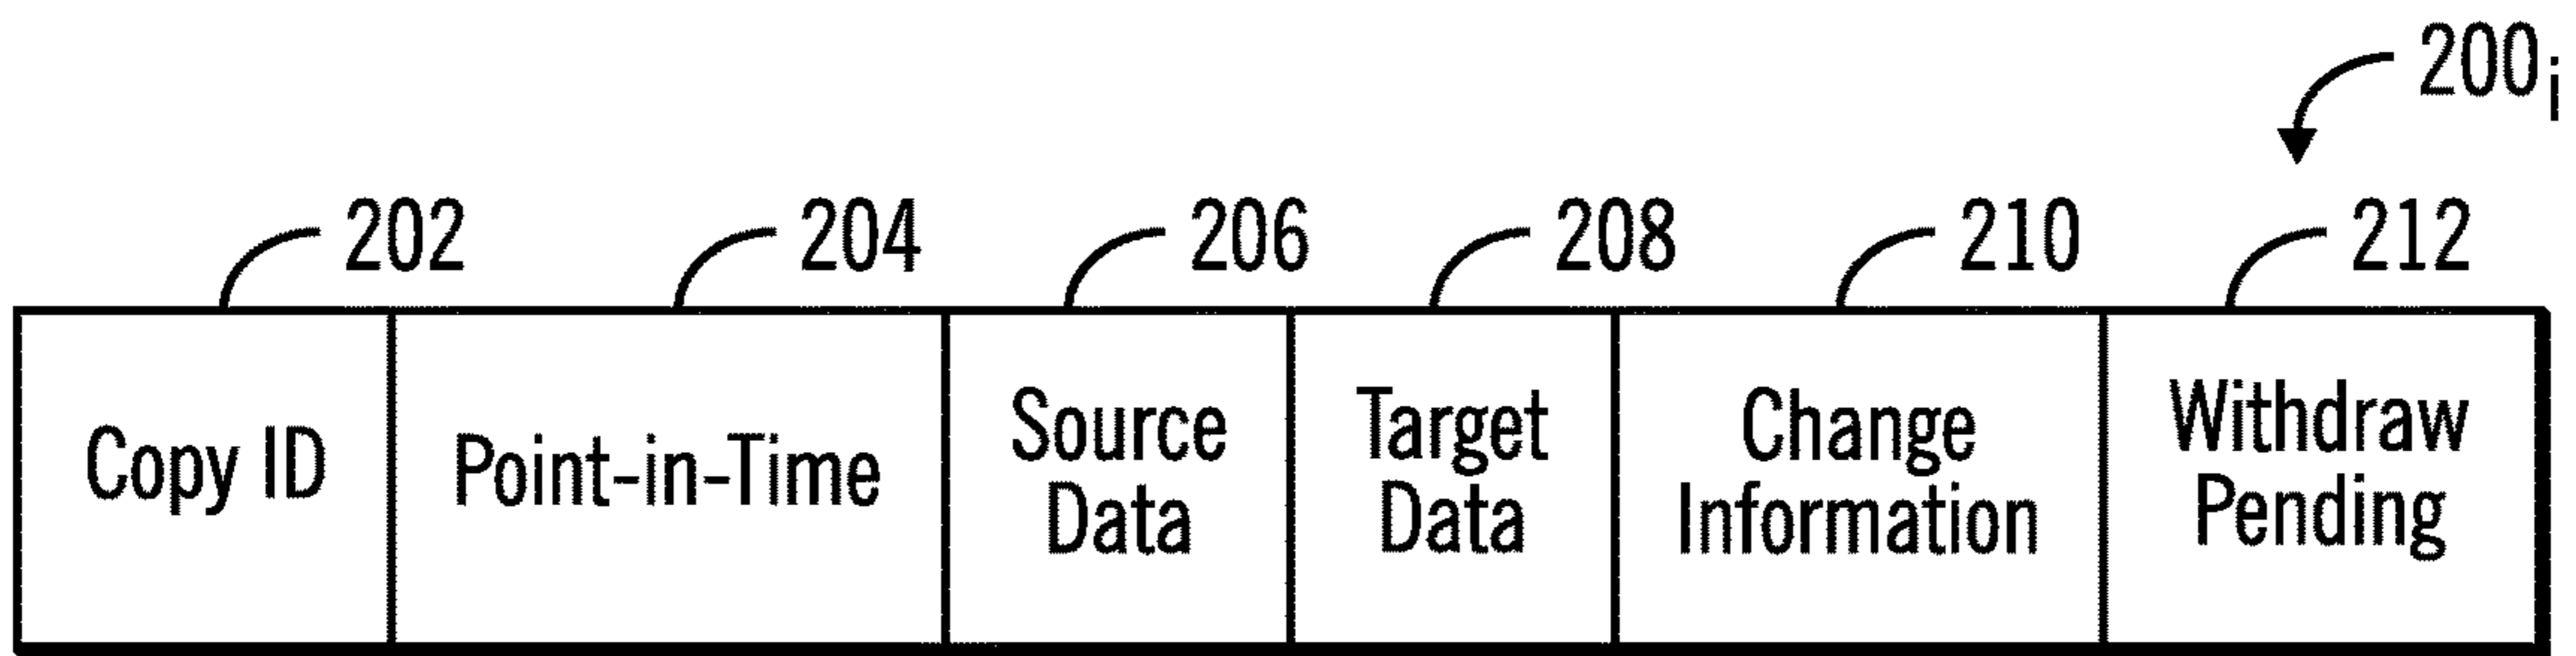 200i
202 204 206 208 210 212
Copy ID Point-in-Time Source Data Target Data Change Information Withdraw Pending